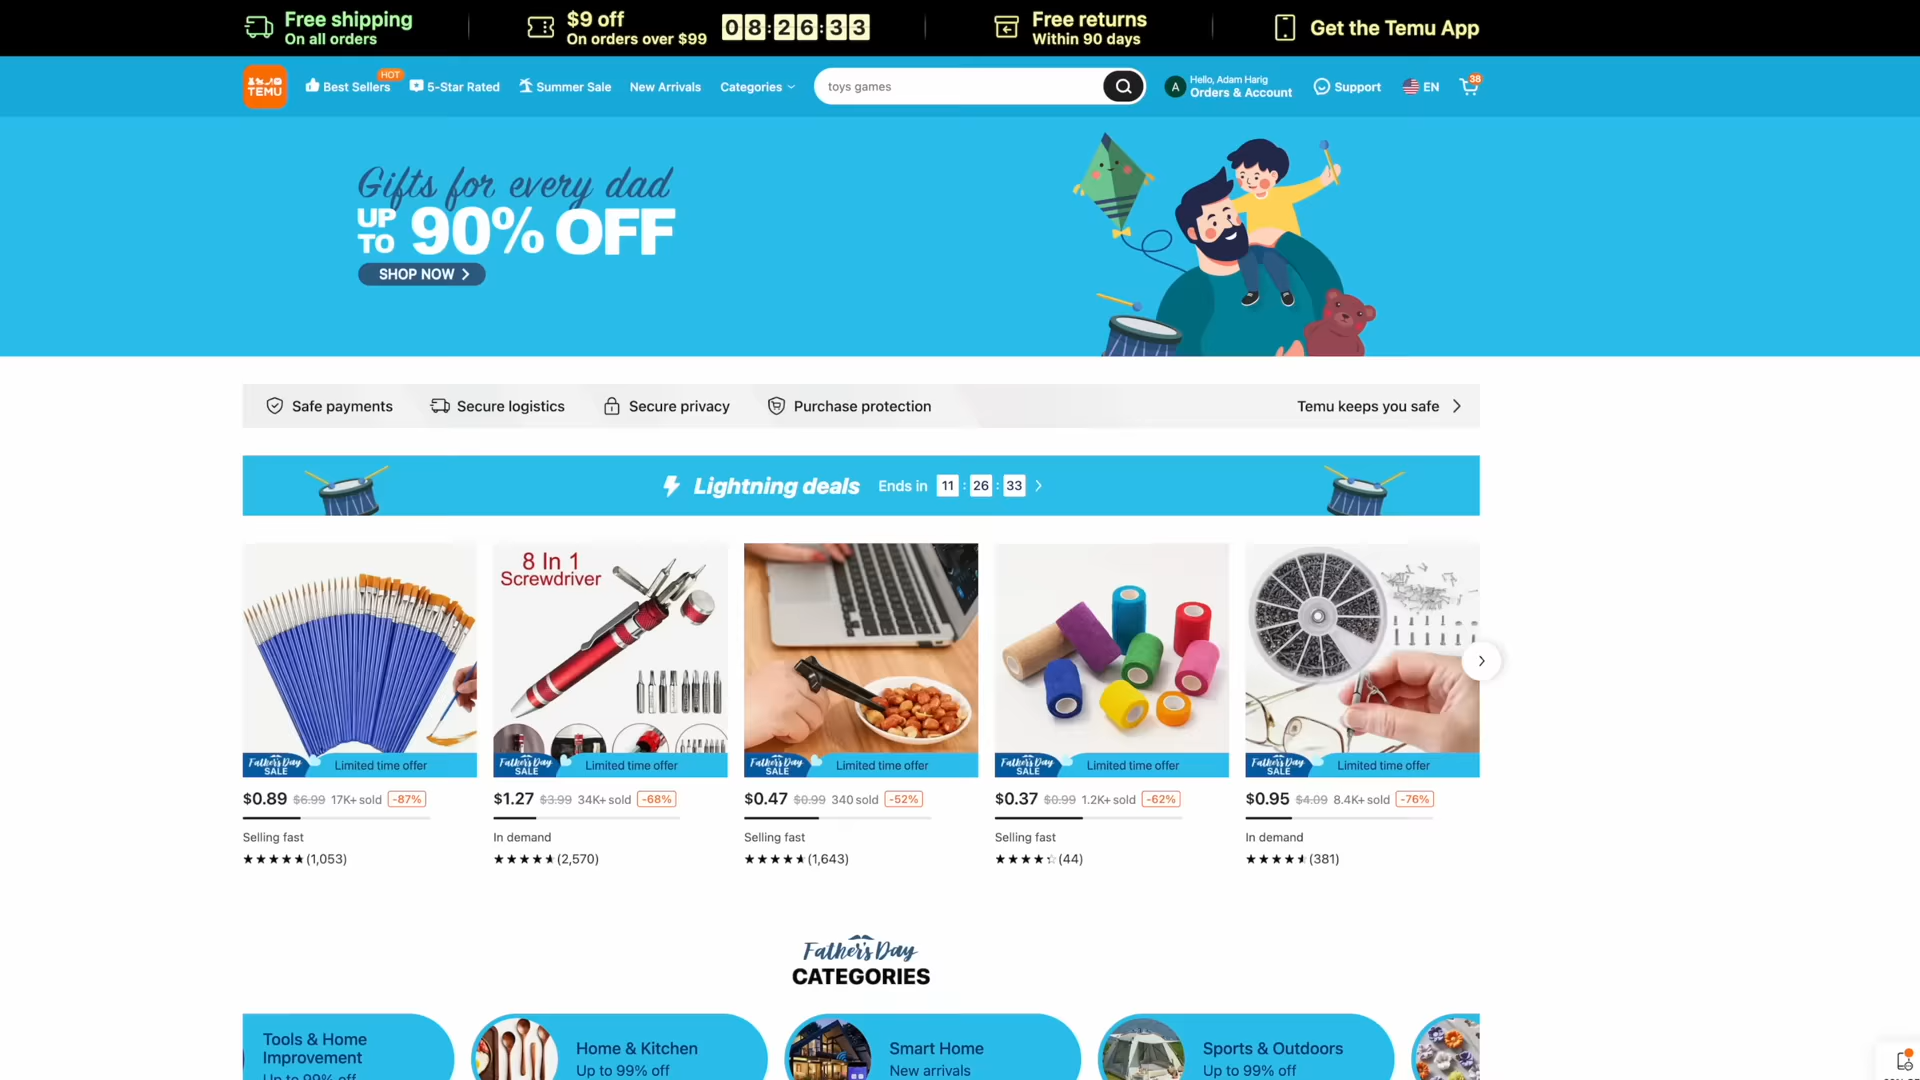 Free shipping
On all orders
$9 off
On orders over $99
08:26:33
Free returns
Within 90 days
Get the Temu App
TEMU
Best Sellers
HOT
5-Star Rated
Summer Sale
New Arrivals
Categories
toys games
A
Hello, Adam Harig
Orders & Account
Support
EN
38
Gifts for every dad
UP TO 90% OFF
SHOP NOW
Safe payments
Secure logistics
Secure privacy
Purchase protection
Temu keeps you safe
Lightning deals
Ends in 11 : 26 : 33
8 In 1
Screwdriver
Father's Day
SALE
Limited time offer
Father's Day
SALE
Limited time offer
Father's Day
SALE
Limited time offer
Father's Day
SALE
Limited time offer
Father's Day
SALE
Limited time offer
$0.89 $6.99 17K+ sold -87%
Selling fast
(1,053)
$1.27 $3.99 34K+ sold -68%
In demand
(2,570)
$0.47 $0.99 340 sold -52%
Selling fast
(1,643)
$0.37 $0.99 1.2K+ sold -62%
Selling fast
(44)
$0.95 $4.09 8.4K+ sold -76%
In demand
(381)
Father's Day
CATEGORIES
Tools & Home
Improvement
Up to 99% off
Home & Kitchen
Up to 99% off
Smart Home
New arrivals
Sports & Outdoors
Up to 99% off